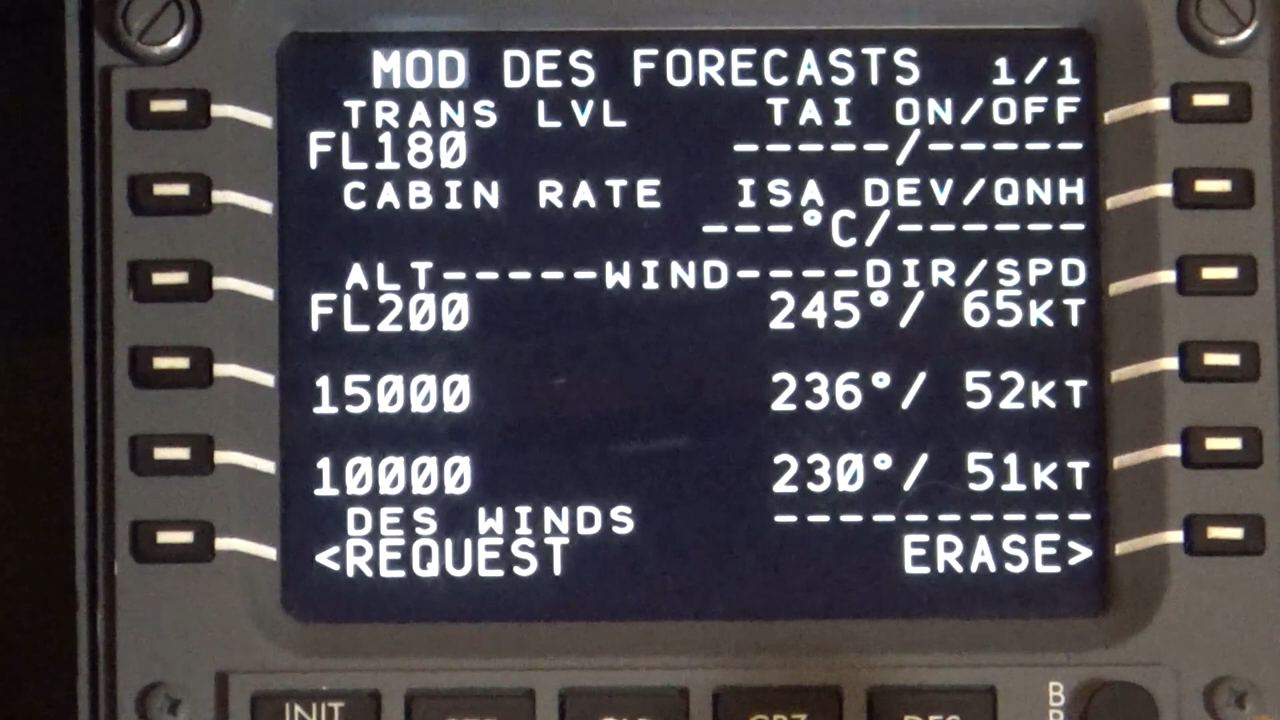 MOD DES FORECASTS 1/1
TRANS LVL TAI ON/OFF
FL180 -----/-----
CABIN RATE ISA DEV/QNH
---°C/------
ALT-----WIND----DIR/SPD
FL200 245°/ 65KT
15000 236°/ 52KT
10000 230°/ 51KT
DES WINDS ----------
<REQUEST ERASE>
INIT
B